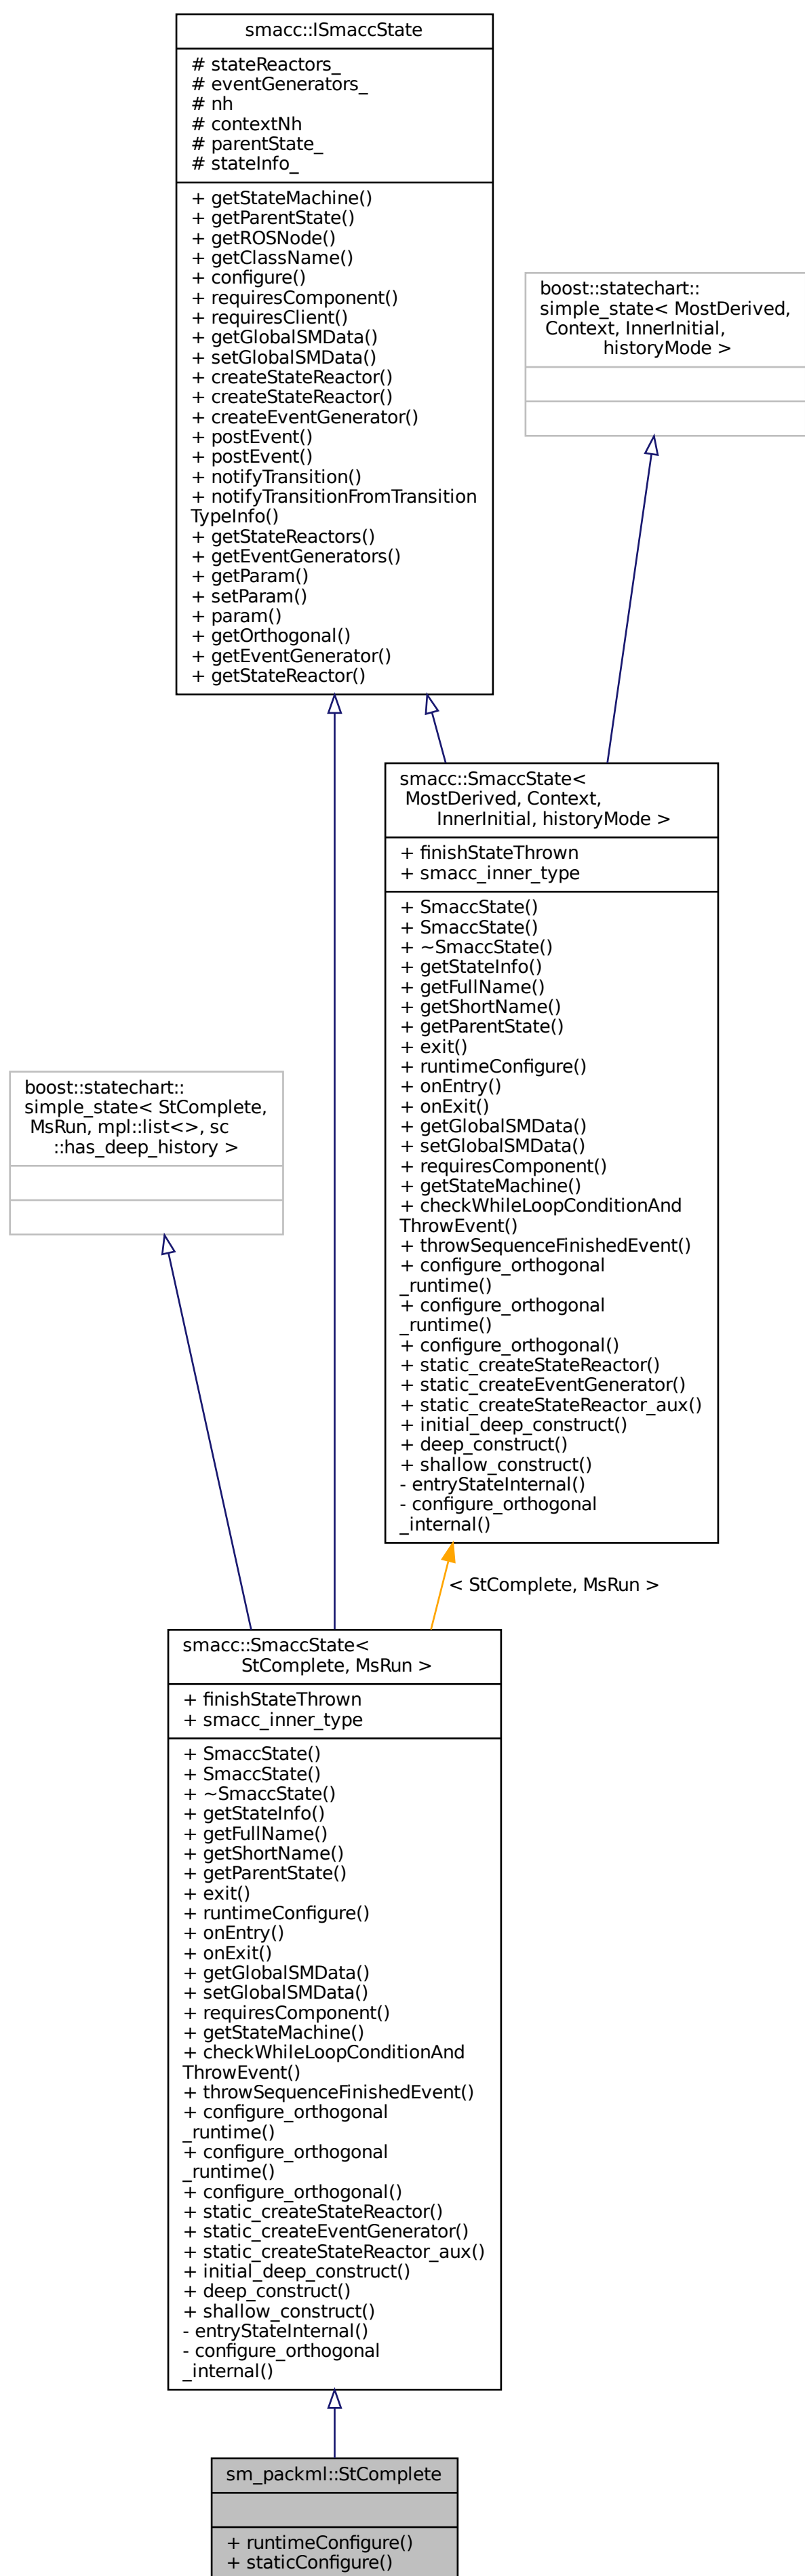 smacc::ISmaccState
# stateReactors_
# eventGenerators_
# nh
# contextNh
# parentState_
# stateInfo_
+ getStateMachine()
+ getParentState()
+ getROSNode()
+ getClassName()
+ configure()
+ requiresComponent()
+ requiresClient()
+ getGlobalSMData()
+ setGlobalSMData()
+ createStateReactor()
+ createStateReactor()
+ createEventGenerator()
+ postEvent()
+ postEvent()
+ notifyTransition()
+ notifyTransitionFromTransition
TypeInfo()
+ getStateReactors()
+ getEventGenerators()
+ getParam()
+ setParam()
+ param()
+ getOrthogonal()
+ getEventGenerator()
+ getStateReactor()
boost::statechart::
simple_state< MostDerived,
Context, InnerInitial,
historyMode >
smacc::SmaccState<
MostDerived, Context,
InnerInitial, historyMode >
+ finishStateThrown
+ smacc_inner_type
+ SmaccState()
+ SmaccState()
+ ~SmaccState()
+ getStateInfo()
+ getFullName()
+ getShortName()
+ getParentState()
+ exit()
+ runtimeConfigure()
+ onEntry()
+ onExit()
+ getGlobalSMData()
+ setGlobalSMData()
+ requiresComponent()
+ getStateMachine()
+ checkWhileLoopConditionAnd
ThrowEvent()
+ throwSequenceFinishedEvent()
+ configure_orthogonal
_runtime()
+ configure_orthogonal
_runtime()
+ configure_orthogonal()
+ static_createStateReactor()
+ static_createEventGenerator()
+ static_createStateReactor_aux()
+ initial_deep_construct()
+ deep_construct()
+ shallow_construct()
- entryStateInternal()
- configure_orthogonal
_internal()
boost::statechart::
simple_state< StComplete,
MsRun, mpl::list<>, sc
::has_deep_history >
< StComplete, MsRun >
smacc::SmaccState<
StComplete, MsRun >
+ finishStateThrown
+ smacc_inner_type
+ SmaccState()
+ SmaccState()
+ ~SmaccState()
+ getStateInfo()
+ getFullName()
+ getShortName()
+ getParentState()
+ exit()
+ runtimeConfigure()
+ onEntry()
+ onExit()
+ getGlobalSMData()
+ setGlobalSMData()
+ requiresComponent()
+ getStateMachine()
+ checkWhileLoopConditionAnd
ThrowEvent()
+ throwSequenceFinishedEvent()
+ configure_orthogonal
_runtime()
+ configure_orthogonal
_runtime()
+ configure_orthogonal()
+ static_createStateReactor()
+ static_createEventGenerator()
+ static_createStateReactor_aux()
+ initial_deep_construct()
+ deep_construct()
+ shallow_construct()
- entryStateInternal()
- configure_orthogonal
_internal()
sm_packml::StComplete
+ runtimeConfigure()
+ staticConfigure()